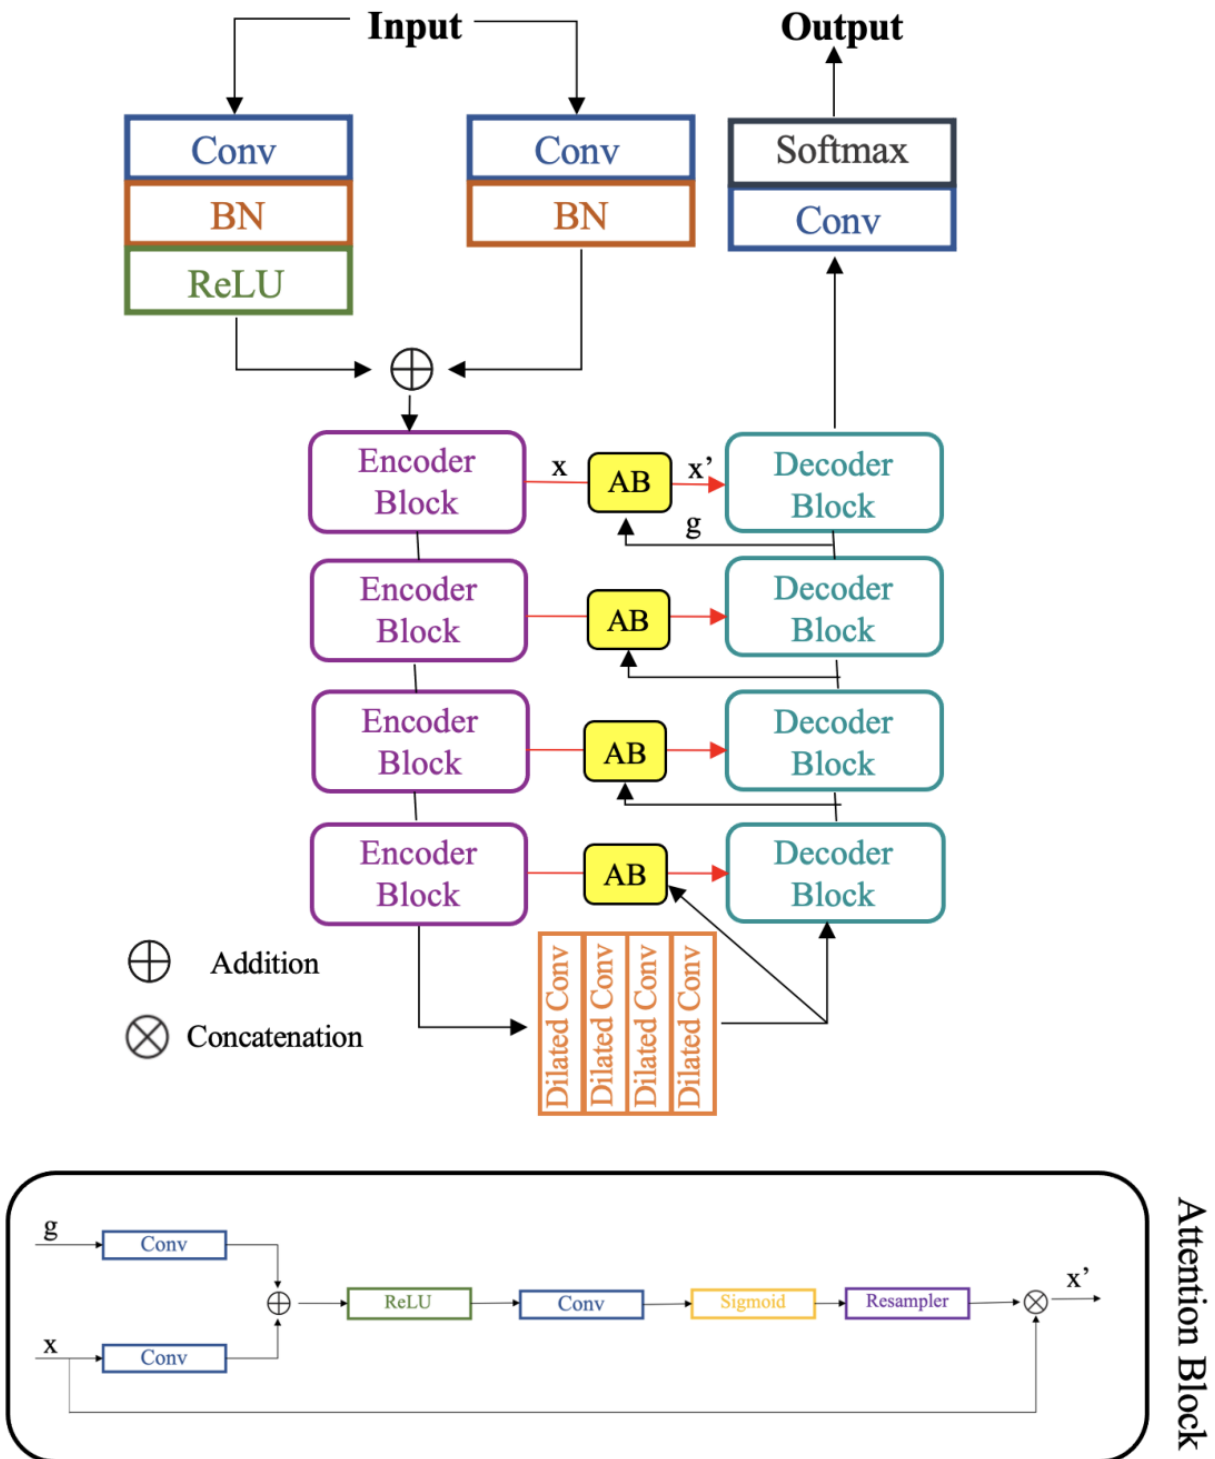 Input
Output
Conv
BN
ReLU
Conv
BN
Softmax
Conv
Encoder
Block
x
AB
x’
g
Decoder
Block
Encoder
Block
AB
Decoder
Block
Encoder
Block
AB
Decoder
Block
Encoder
Block
AB
Decoder
Block
Addition
Concatenation
Dilated Conv
Dilated Conv
Dilated Conv
Dilated Conv
g
Conv
ReLU
Conv
Sigmoid
Resampler
x’
x
Conv
Attention Block